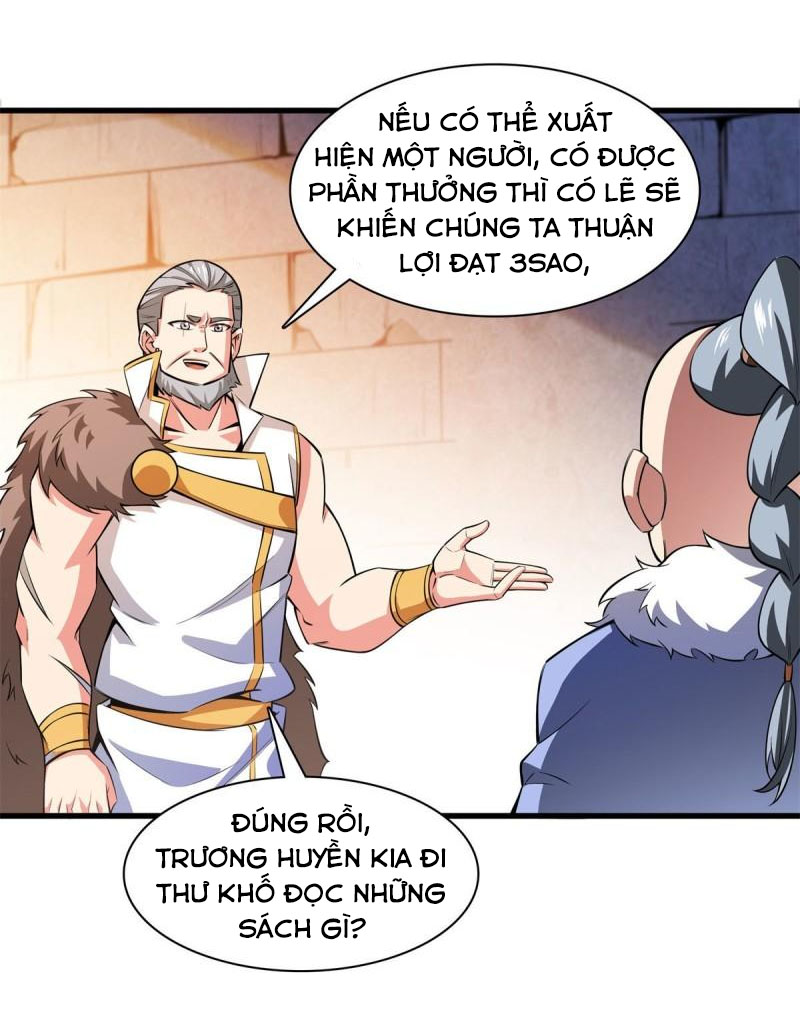 NẾU CÓ THỂ XUẤT
HIỆN MỘT NGƯỜI, CÓ ĐƯỢC
PHẦN THƯỞNG THÌ CÓ LẼ SẼ
KHIẾN CHÚNG TA THUẬN
LỢI ĐẠT 3SAO,
ĐÚNG RỒI,
TRƯƠNG HUYỀN KIA ĐI
THƯ KHỐ ĐỌC NHỮNG
SÁCH GÌ?